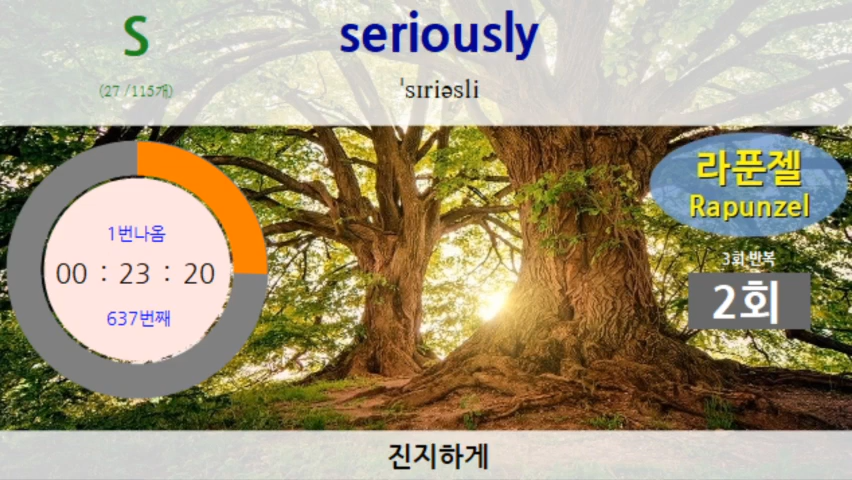 S
seriously
(27 /115개)
ˈsɪriəsli
라푼젤
Rapunzel
1번나옴
00 : 23 : 20
637번째
3회 반복
2회
진지하게